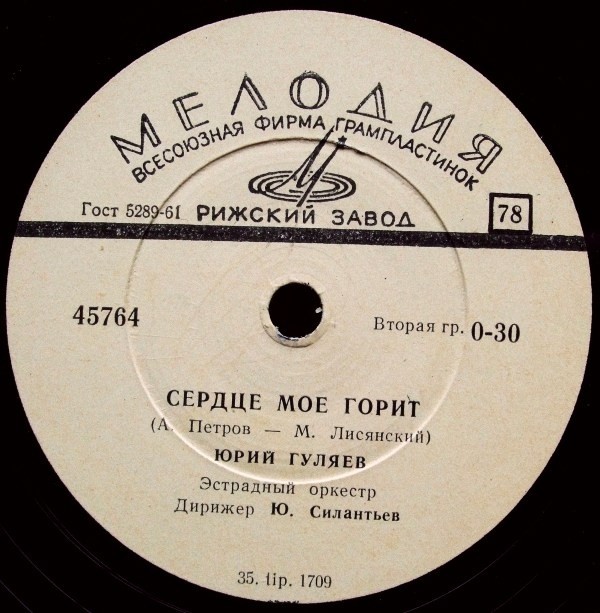 МЕЛОДИЯ
ВСЕСОЮЗНАЯ ФИРМА ГРАМПЛАСТИНОК
Гост 5289-61 РИЖСКИЙ ЗАВОД 78
45764 Вторая гр. 0-30
СЕРДЦЕ МОЕ ГОРИТ
(А. Петров — М. Лисянский)
ЮРИЙ ГУЛЯЕВ
Эстрадный оркестр
Дирижер Ю. Силантьев
35. tip. 1709